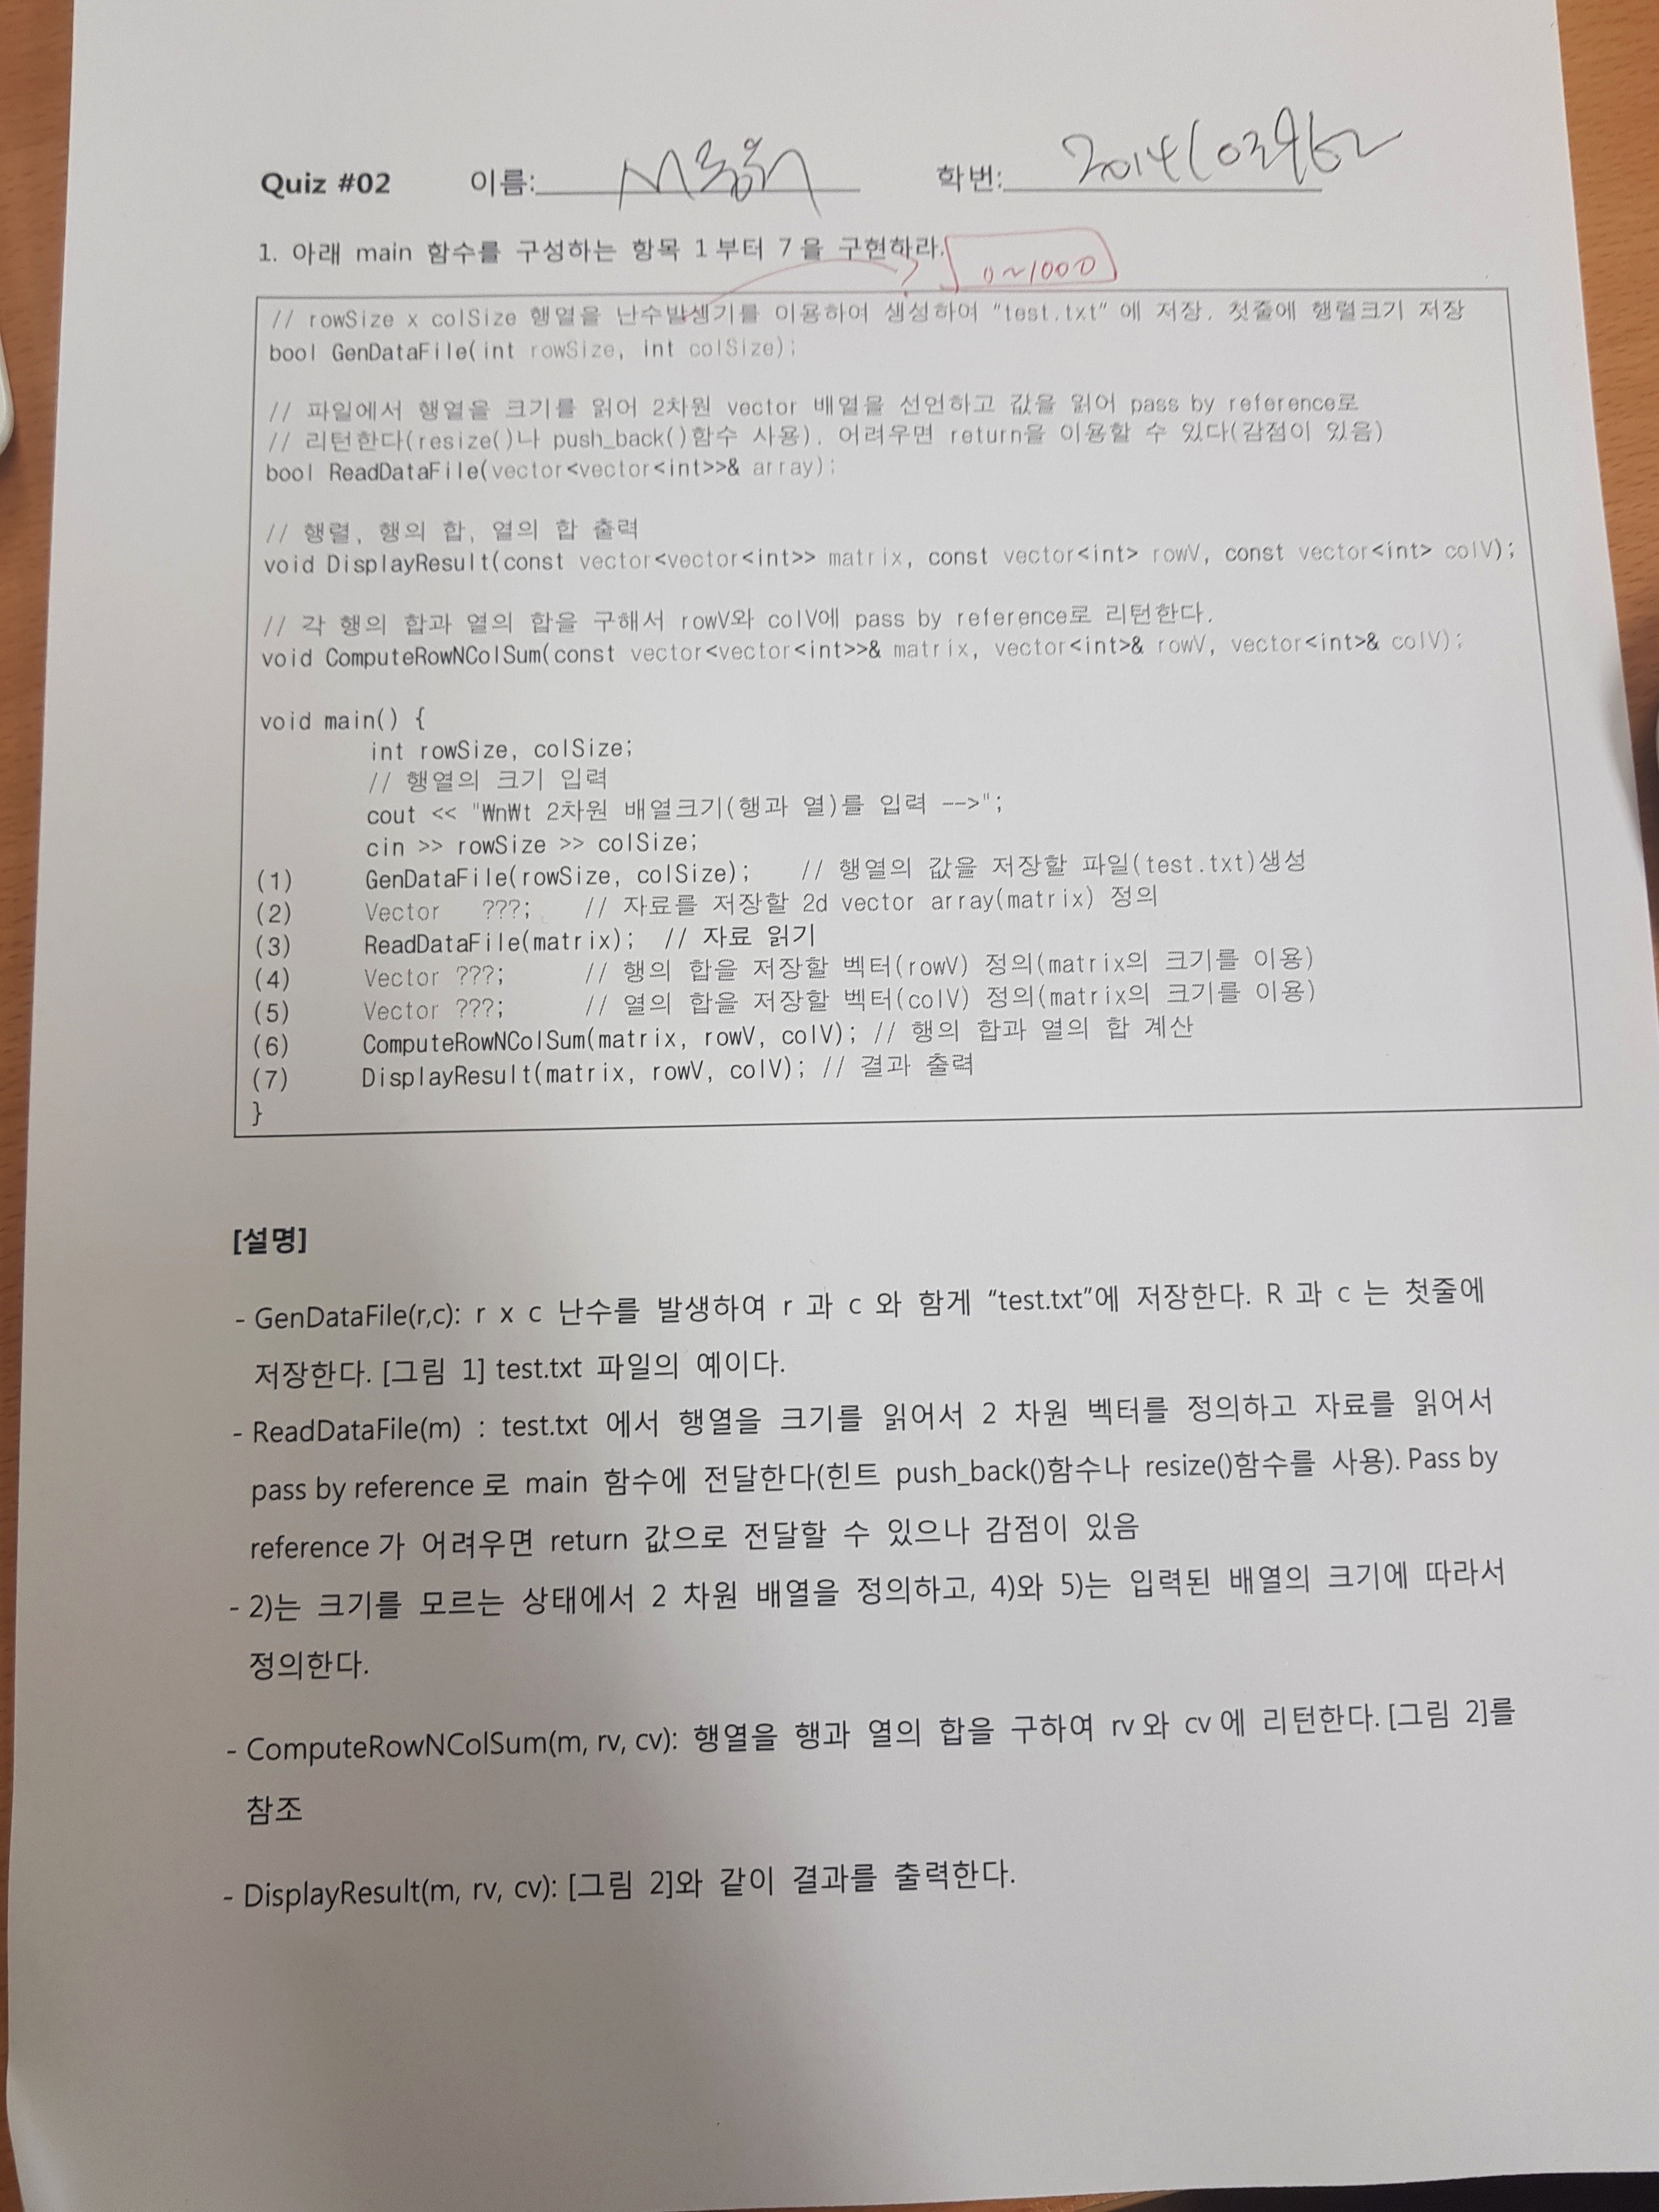 Quiz #02 이름: 학번:
1. 아래 main 함수를 구성하는 항목 1부터 7을 구현하라.
0~1000
// rowSize x colSize 행열을 난수발생기를 이용하여 생성하여 "test.txt" 에 저장. 첫줄에 행렬크기 저장
bool GenDataFile(int rowSize, int colSize);
// 파일에서 행열을 크기를 읽어 2차원 vector 배열을 선언하고 값을 읽어 pass by reference로
// 리턴한다(resize()나 push_back()함수 사용). 어려우면 return을 이용할 수 있다(감점이 있음)
bool ReadDataFile(vector<vector<int>>& array);
// 행렬, 행의 합, 열의 합 출력
void DisplayResult(const vector<vector<int>> matrix, const vector<int> rowV, const vector<int> colV);
// 각 행의 합과 열의 합을 구해서 rowV와 colV에 pass by reference로 리턴한다.
void ComputeRowNColSum(const vector<vector<int>>& matrix, vector<int>& rowV, vector<int>& colV);
void main() {
int rowSize, colSize;
// 행열의 크기 입력
cout << "₩n₩t 2차원 배열크기(행과 열)를 입력 -->";
cin >> rowSize >> colSize;
(1) GenDataFile(rowSize, colSize); // 행열의 값을 저장할 파일(test.txt)생성
(2) Vector ???; // 자료를 저장할 2d vector array(matrix) 정의
(3) ReadDataFile(matrix); // 자료 읽기
(4) Vector ???; // 행의 합을 저장할 벡터(rowV) 정의(matrix의 크기를 이용)
(5) Vector ???; // 열의 합을 저장할 벡터(colV) 정의(matrix의 크기를 이용)
(6) ComputeRowNColSum(matrix, rowV, colV); // 행의 합과 열의 합 계산
(7) DisplayResult(matrix, rowV, colV); // 결과 출력
}
[설명]
- GenDataFile(r,c): r x c 난수를 발생하여 r 과 c 와 함게 "test.txt"에 저장한다. R 과 c 는 첫줄에
저장한다. [그림 1] test.txt 파일의 예이다.
- ReadDataFile(m) : test.txt 에서 행열을 크기를 읽어서 2 차원 벡터를 정의하고 자료를 읽어서
pass by reference 로 main 함수에 전달한다(힌트 push_back()함수나 resize()함수를 사용). Pass by
reference 가 어려우면 return 값으로 전달할 수 있으나 감점이 있음
- 2)는 크기를 모르는 상태에서 2 차원 배열을 정의하고, 4)와 5)는 입력된 배열의 크기에 따라서
정의한다.
- ComputeRowNColSum(m, rv, cv): 행열을 행과 열의 합을 구하여 rv 와 cv 에 리턴한다. [그림 2]를
참조
- DisplayResult(m, rv, cv): [그림 2]와 같이 결과를 출력한다.